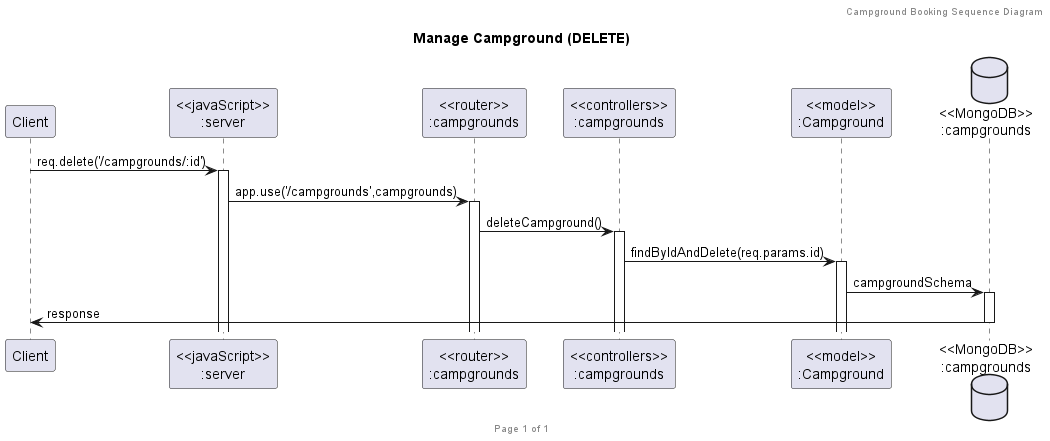 Campground Booking Sequence Diagram
Manage Campground (DELETE)
Client
<<javaScript>>
:server
<<router>>
:campgrounds
<<controllers>>
:campgrounds
<<model>>
:Campground
<<MongoDB>>
:campgrounds
req.delete('/campgrounds/:id')
app.use('/campgrounds',campgrounds)
deleteCampground()
findByIdAndDelete(req.params.id)
campgroundSchema
response
Client
<<javaScript>>
:server
<<router>>
:campgrounds
<<controllers>>
:campgrounds
<<model>>
:Campground
<<MongoDB>>
:campgrounds
Page 1 of 1